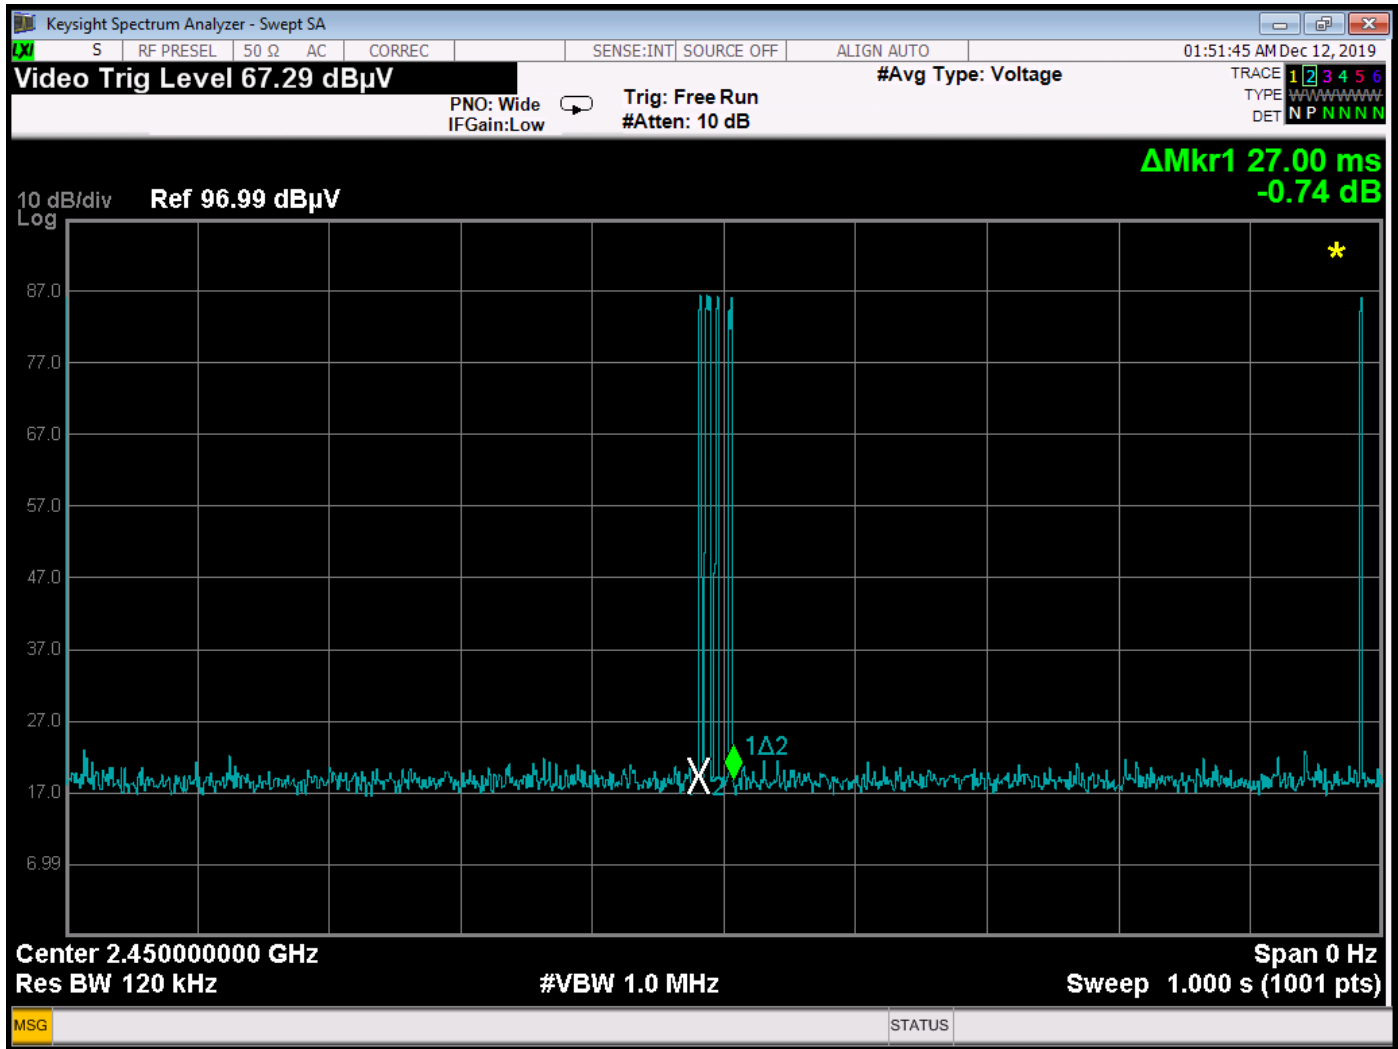 Keysight Spectrum Analyzer - Swept SA
LXI S RF PRESEL 50 Ω AC CORREC SENSE:INT SOURCE OFF ALIGN AUTO 01:51:45 AM Dec 12, 2019
Video Trig Level 67.29 dBµV
PNO: Wide
IFGain:Low
Trig: Free Run
#Atten: 10 dB
#Avg Type: Voltage
TRACE 1 2 3 4 5 6
TYPE WWWWWW
DET N P N N N N
ΔMkr1 27.00 ms
-0.74 dB
10 dB/div Ref 96.99 dBµV
Log
*
87.0
77.0
67.0
57.0
47.0
37.0
27.0
17.0
6.99
1Δ2
X2
Center 2.450000000 GHz Span 0 Hz
Res BW 120 kHz #VBW 1.0 MHz Sweep 1.000 s (1001 pts)
MSG STATUS